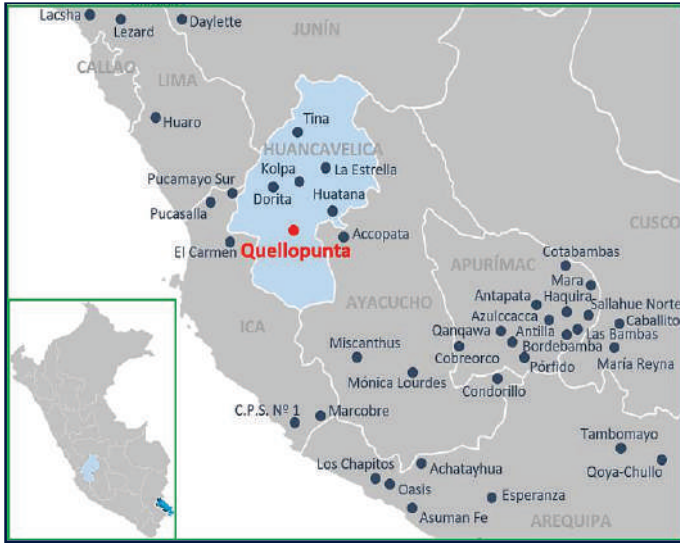 Lacsha
Lezard
Daylette
JUNÍN
CALLAO
LIMA
Huaro
Tina
HUANCAVELICA
Kolpa
La Estrella
Pucamayo Sur
Dorita
Huatana
Pucasalla
CUSCO
El Carmen
Quellopunta
Accopata
Cotabambas
APURÍMAC
Mara
Antapata
Haquira
Sallahue Norte
AYACUCHO
Azulccacca
Caballito
ICA
Qanqawa
Antilla
Las Bambas
Miscanthus
Bordebamba
Cobreorco
Pórfido
María Reyna
Mónica Lourdes
Condorillo
C.P.S. Nº 1
Marcobre
Tambomayo
Los Chapitos
Achatayhua
Qoya-Chullo
Oasis
Esperanza
Asuman Fe
AREQUIPA